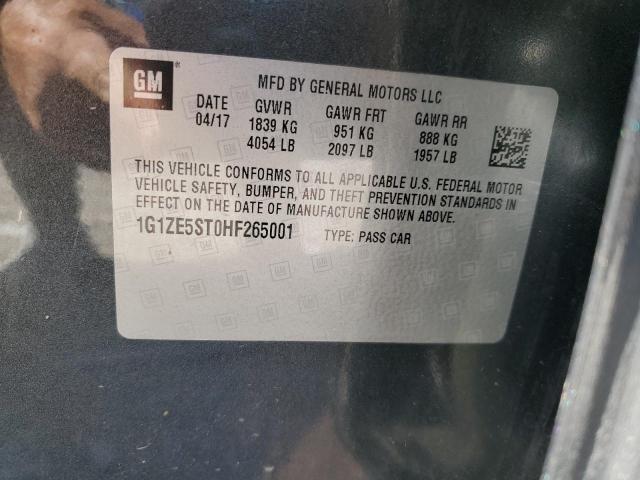 GM
MFD BY GENERAL MOTORS LLC
DATE GVWR GAWR FRT GAWR RR
04/17 1839 KG 951 KG 888 KG
4054 LB 2097 LB 1957 LB
THIS VEHICLE CONFORMS TO ALL APPLICABLE U.S. FEDERAL MOTOR
VEHICLE SAFETY, BUMPER, AND THEFT PREVENTION STANDARDS IN
EFFECT ON THE DATE OF MANUFACTURE SHOWN ABOVE.
1G1ZE5ST0HF265001 TYPE: PASS CAR